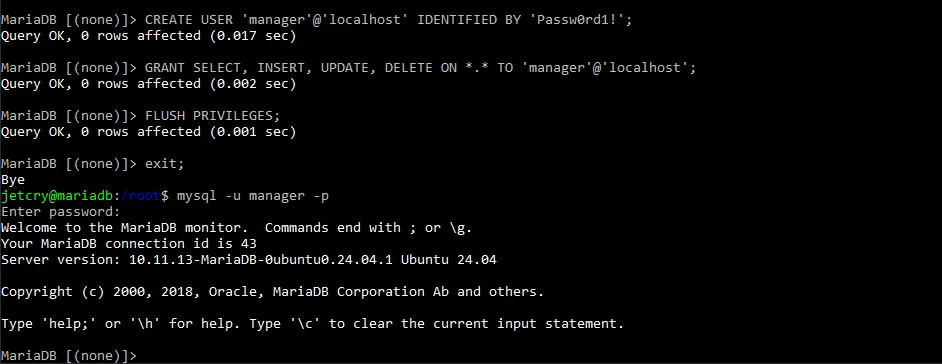 MariaDB [(none)]> CREATE USER 'manager'@'localhost' IDENTIFIED BY 'Passw0rd1!';
Query OK, 0 rows affected (0.017 sec)
MariaDB [(none)]> GRANT SELECT, INSERT, UPDATE, DELETE ON *.* TO 'manager'@'localhost';
Query OK, 0 rows affected (0.002 sec)
MariaDB [(none)]> FLUSH PRIVILEGES;
Query OK, 0 rows affected (0.001 sec)
MariaDB [(none)]> exit;
Bye
jetcry@mariadb:/root$ mysql -u manager -p
Enter password:
Welcome to the MariaDB monitor.  Commands end with ; or \g.
Your MariaDB connection id is 43
Server version: 10.11.13-MariaDB-0ubuntu0.24.04.1 Ubuntu 24.04
Copyright (c) 2000, 2018, Oracle, MariaDB Corporation Ab and others.
Type 'help;' or '\h' for help. Type '\c' to clear the current input statement.
MariaDB [(none)]>